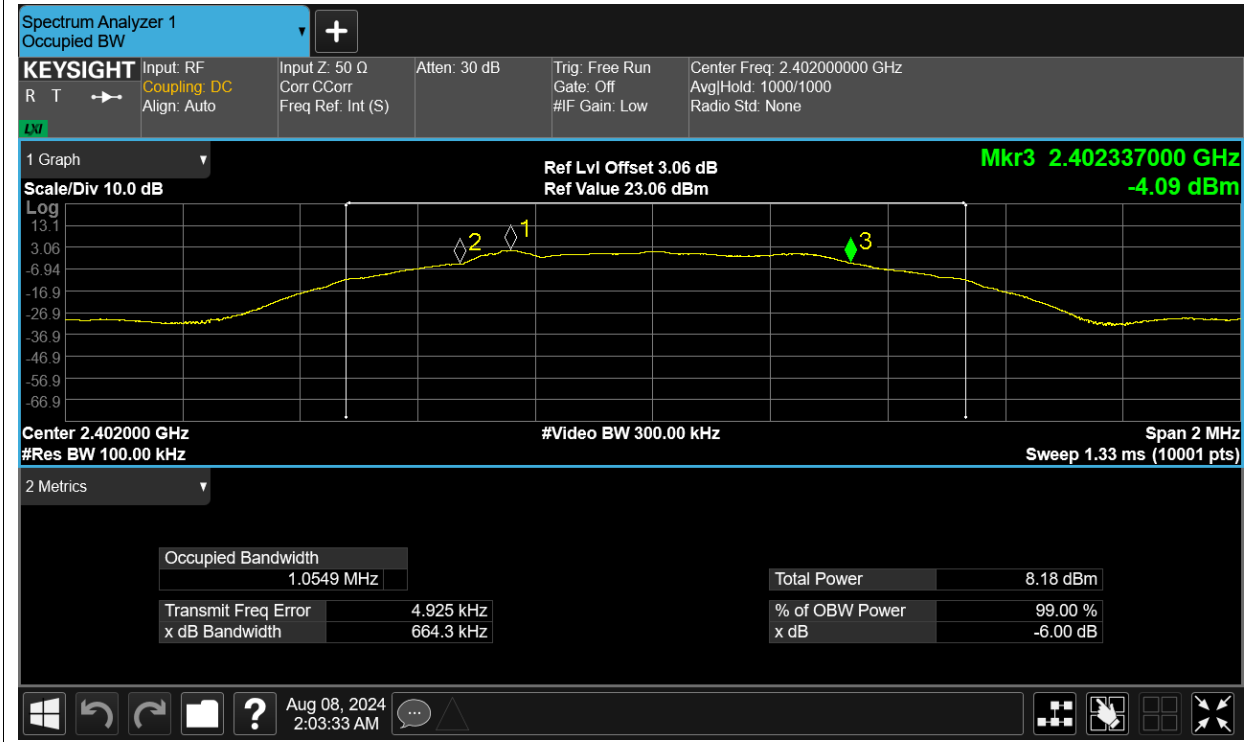 Spectrum Analyzer 1
Occupied BW
KEYSIGHT
R T
LXI
Input: RF
Coupling: DC
Align: Auto
Input Z: 50 Ω
Corr CCorr
Freq Ref: Int (S)
Atten: 30 dB
Trig: Free Run
Gate: Off
#IF Gain: Low
Center Freq: 2.402000000 GHz
Avg|Hold: 1000/1000
Radio Std: None
1 Graph
Scale/Div 10.0 dB
Ref Lvl Offset 3.06 dB
Ref Value 23.06 dBm
Mkr3 2.402337000 GHz
-4.09 dBm
Log
13.1
3.06
-6.94
-16.9
-26.9
-36.9
-46.9
-56.9
-66.9
2
1
3
Center 2.402000 GHz
#Res BW 100.00 kHz
#Video BW 300.00 kHz
Span 2 MHz
Sweep 1.33 ms (10001 pts)
2 Metrics
Occupied Bandwidth
1.0549 MHz
Transmit Freq Error 4.925 kHz
x dB Bandwidth 664.3 kHz
Total Power 8.18 dBm
% of OBW Power 99.00 %
x dB -6.00 dB
?
Aug 08, 2024
2:03:33 AM